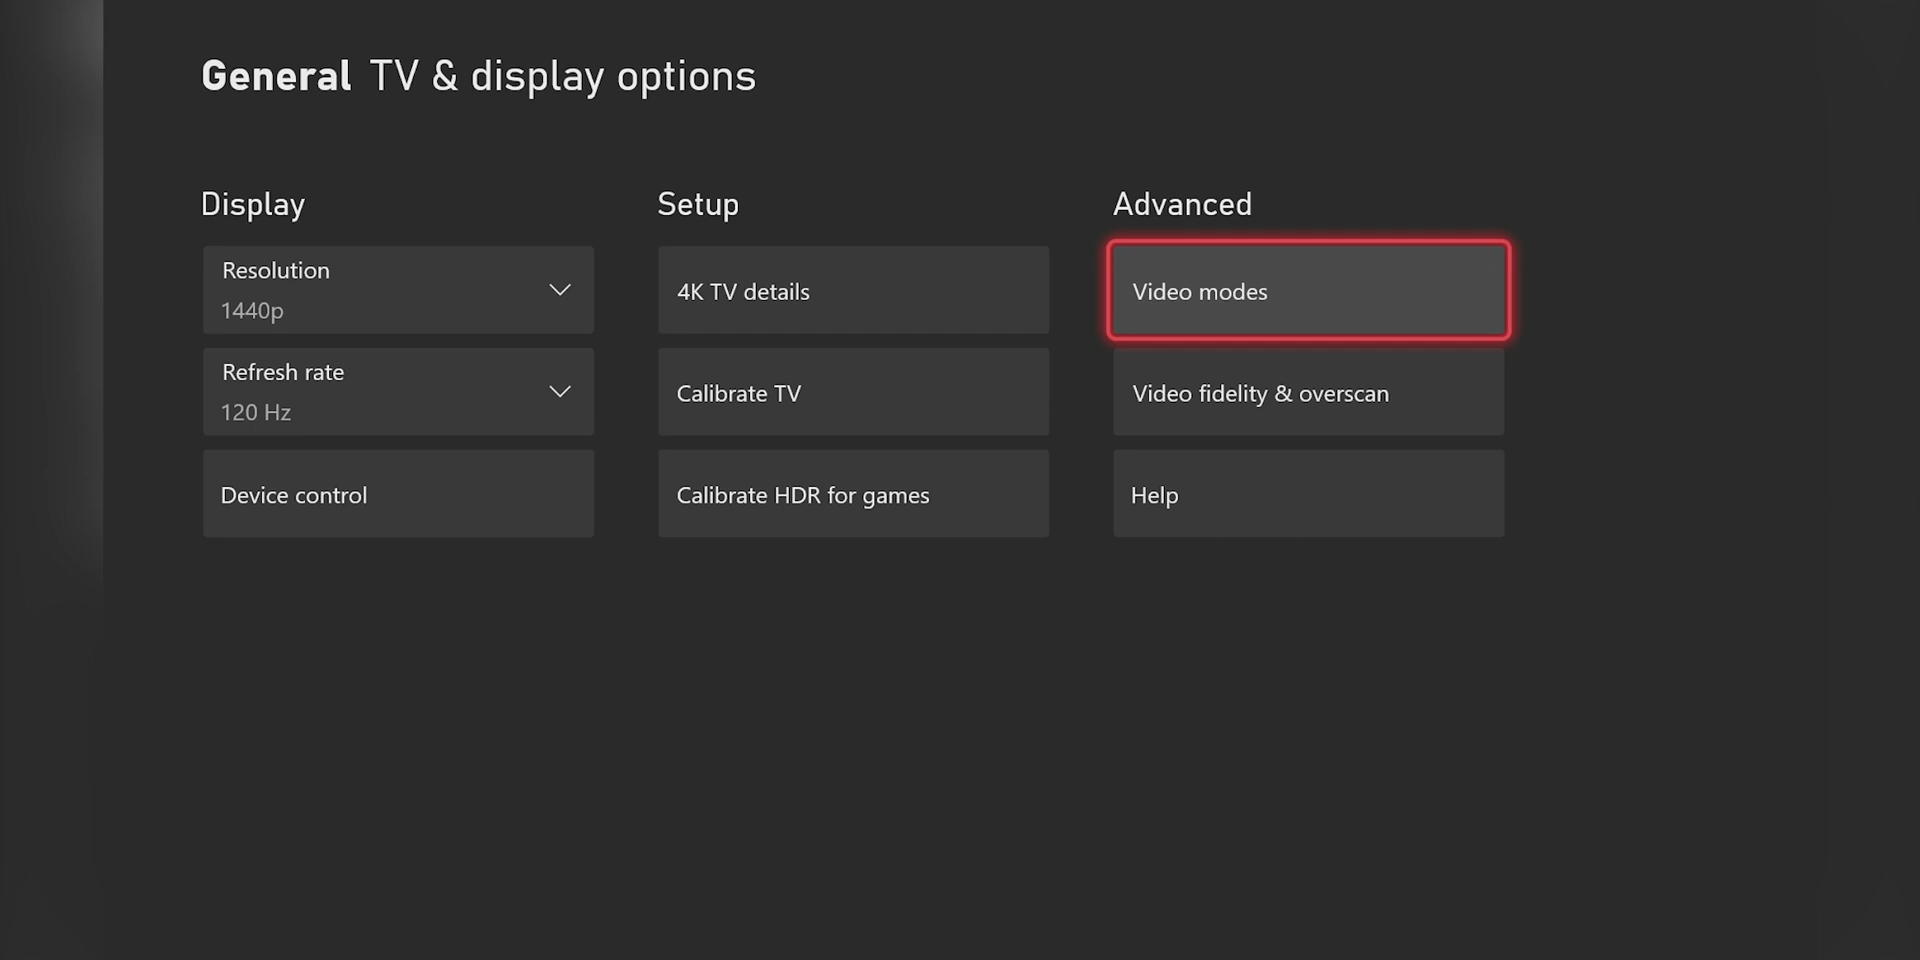 General TV & display options
Display
Resolution
1440p
Refresh rate
120 Hz
Device control
Setup
4K TV details
Calibrate TV
Calibrate HDR for games
Advanced
Video modes
Video fidelity & overscan
Help